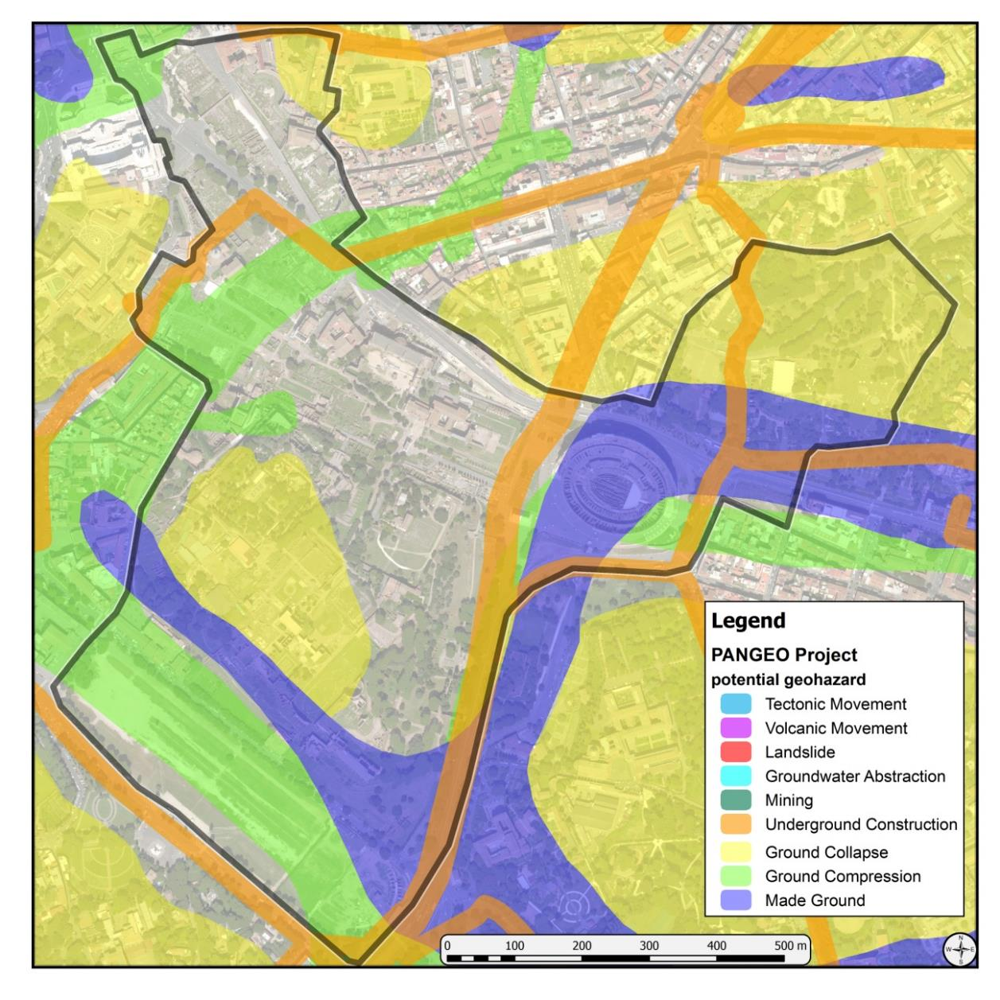 Legend
PANGEO Project
potential geohazard
Tectonic Movement
Volcanic Movement
Landslide
Groundwater Abstraction
Mining
Underground Construction
Ground Collapse
Ground Compression
Made Ground
0 100 200 300 400 500 m
N
W E
S